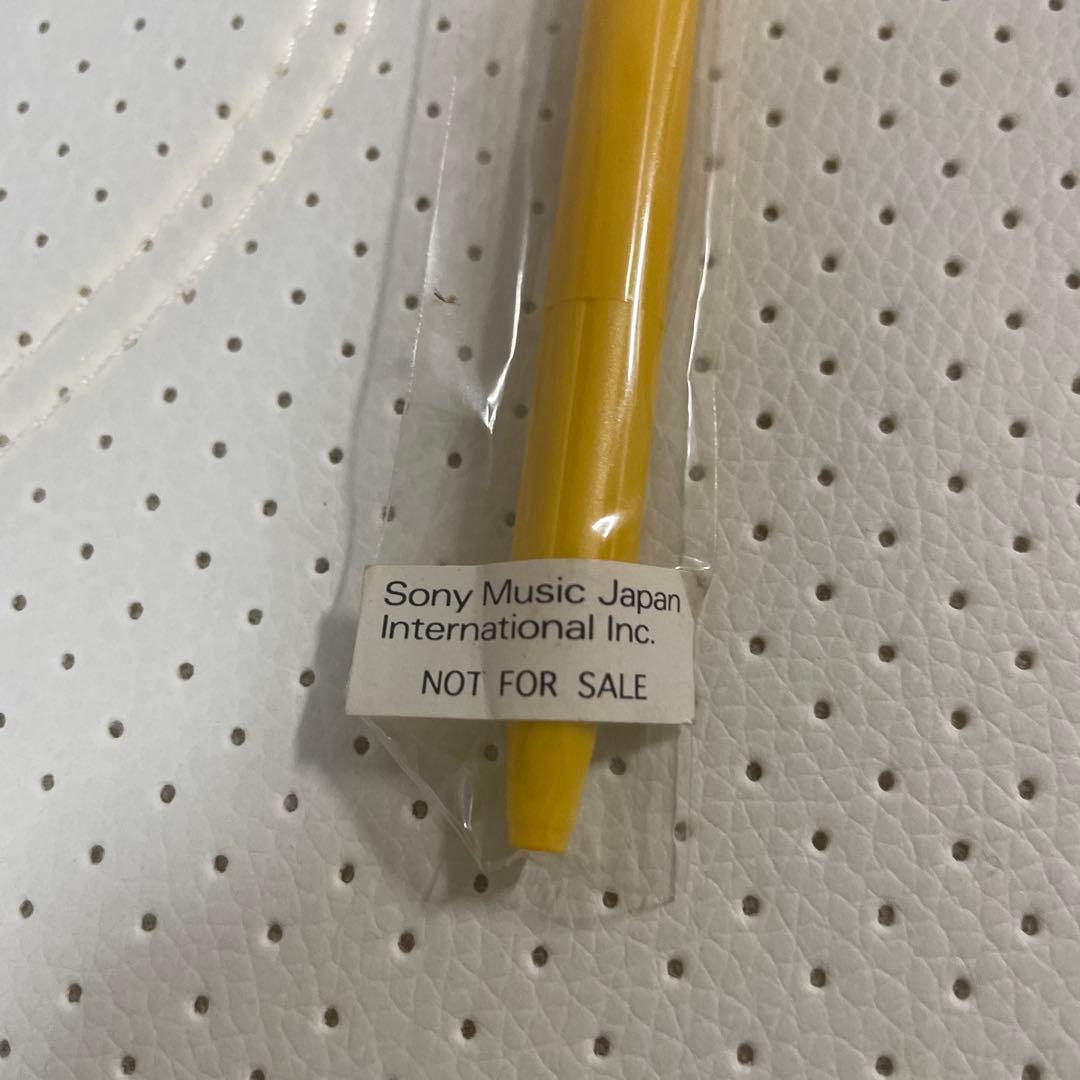 Sony Music Japan
International Inc.
NOT FOR SALE